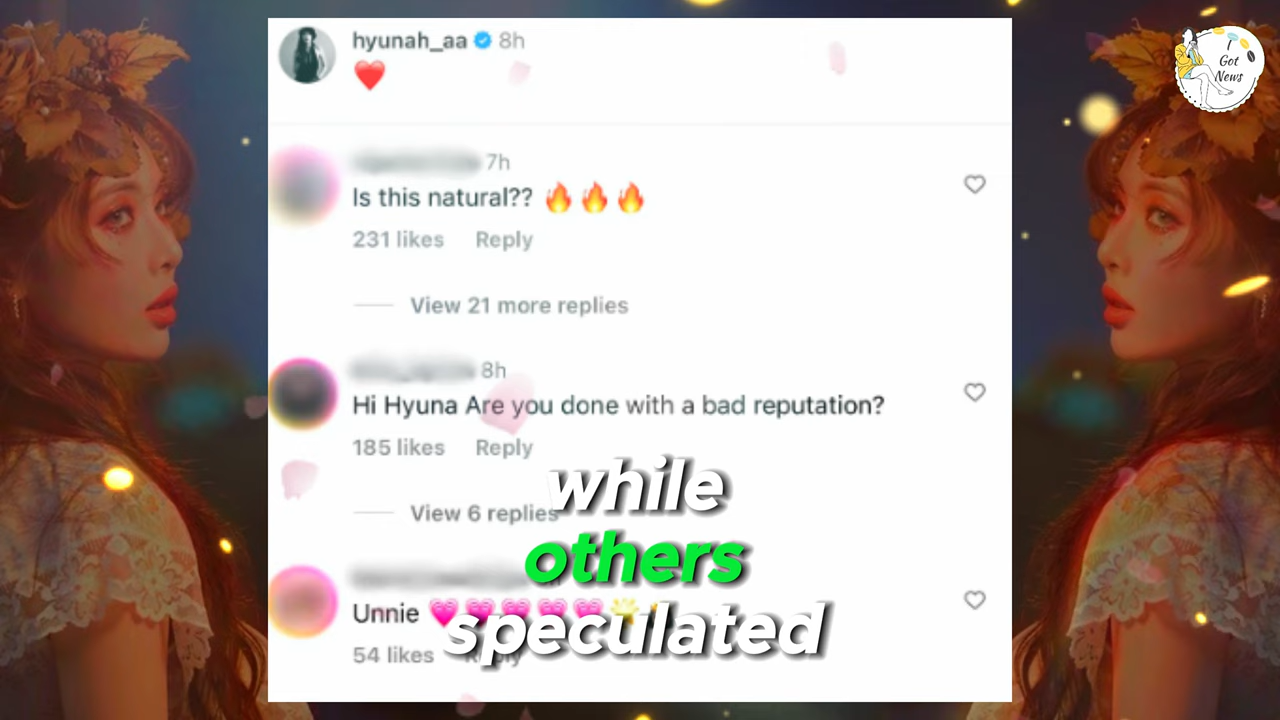 hyunah_aa 8h
❤️
I
Got
News
7h
Is this natural?? 🔥🔥🔥
231 likes Reply
View 21 more replies
8h
Hi Hyuna Are you done with a bad reputation?
185 likes Reply
View 6 replies
while
others
Unnie 💗💗💗💗💗
speculated
54 likes Reply